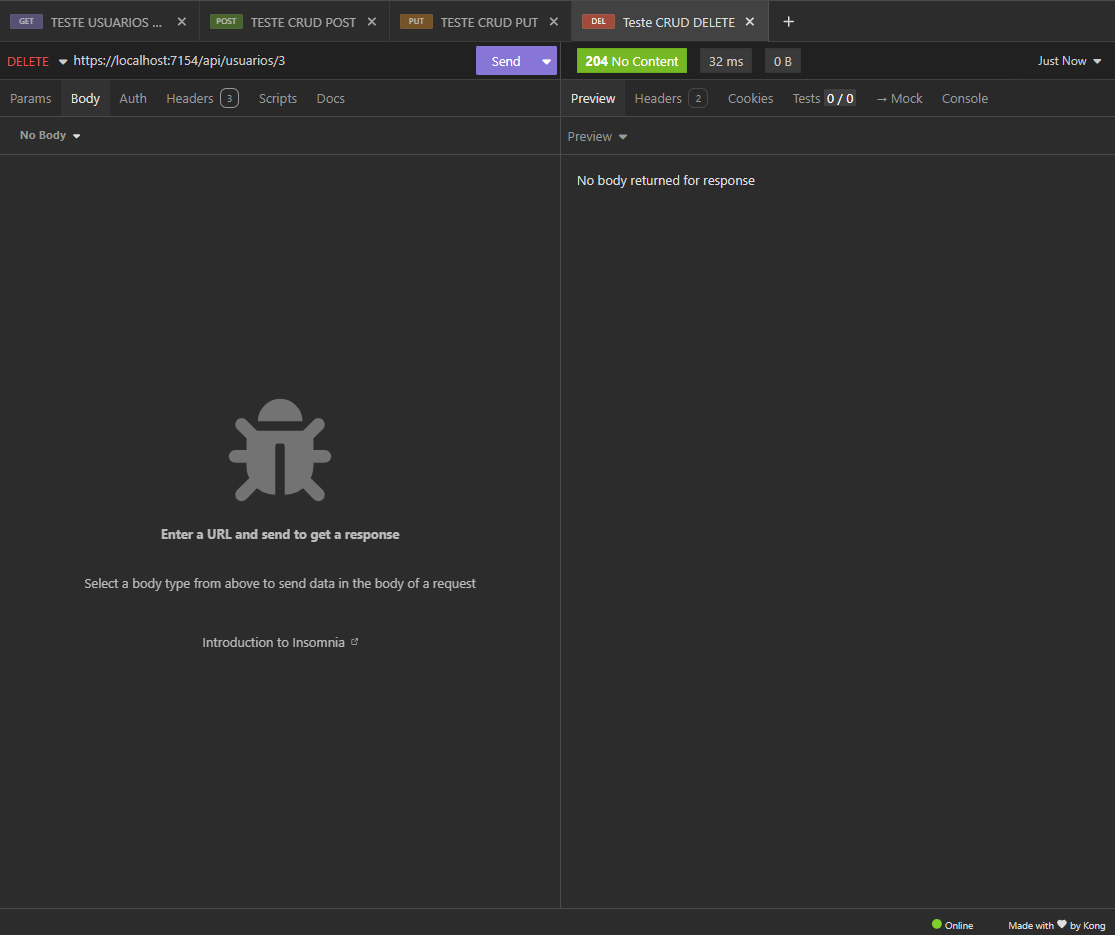 GET TESTE USUARIOS ... POST TESTE CRUD POST PUT TESTE CRUD PUT DEL Teste CRUD DELETE
DELETE https://localhost:7154/api/usuarios/3 Send 204 No Content 32 ms 0 B Just Now
Params Body Auth Headers 3 Scripts Docs Preview Headers 2 Cookies Tests 0 / 0 → Mock Console
No Body Preview
No body returned for response
Enter a URL and send to get a response
Select a body type from above to send data in the body of a request
Introduction to Insomnia
Online Made with ❤ by Kong